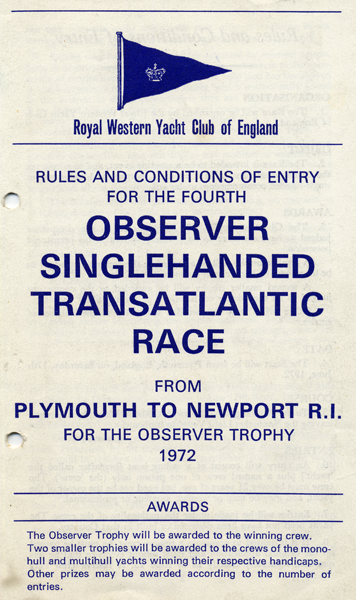 Royal Western Yacht Club of England
RULES AND CONDITIONS OF ENTRY
FOR THE FOURTH
OBSERVER
SINGLEHANDED
TRANSATLANTIC
RACE
FROM
PLYMOUTH TO NEWPORT R.I.
FOR THE OBSERVER TROPHY
1972
AWARDS
The Observer Trophy will be awarded to the winning crew.
Two smaller trophies will be awarded to the crews of the mono-
hull and multihull yachts winning their respective handicaps.
Other prizes may be awarded according to the number of
entries.